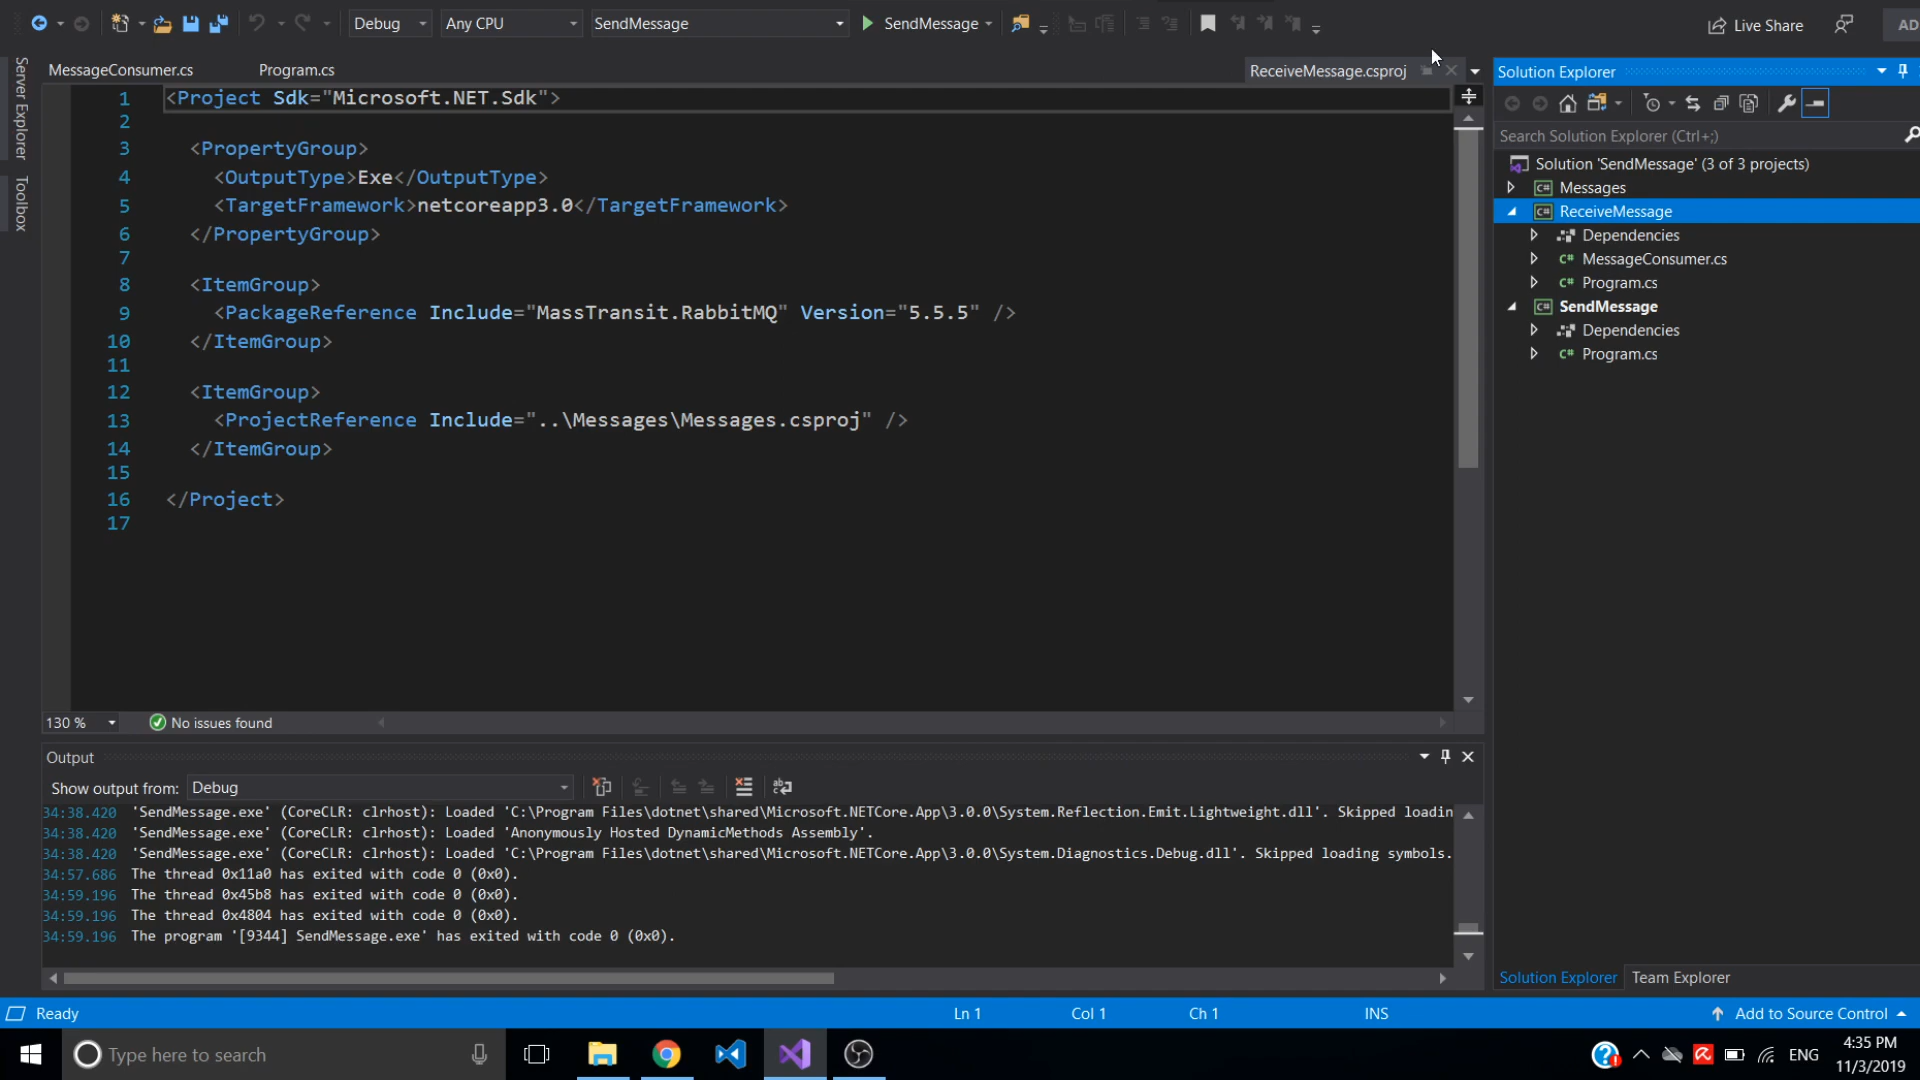 Debug
Any CPU
SendMessage
SendMessage
Live Share
AD
Server Explorer
Toolbox
MessageConsumer.cs
Program.cs
ReceiveMessage.csproj
1 <Project Sdk="Microsoft.NET.Sdk">
2
3 <PropertyGroup>
4 <OutputType>Exe</OutputType>
5 <TargetFramework>netcoreapp3.0</TargetFramework>
6 </PropertyGroup>
7
8 <ItemGroup>
9 <PackageReference Include="MassTransit.RabbitMQ" Version="5.5.5" />
10 </ItemGroup>
11
12 <ItemGroup>
13 <ProjectReference Include="..\Messages\Messages.csproj" />
14 </ItemGroup>
15
16 </Project>
17
130 %
No issues found
Solution Explorer
Search Solution Explorer (Ctrl+;)
Solution 'SendMessage' (3 of 3 projects)
C# Messages
C# ReceiveMessage
Dependencies
C# MessageConsumer.cs
C# Program.cs
C# SendMessage
Dependencies
C# Program.cs
Solution Explorer
Team Explorer
Output
Show output from:
Debug
34:38.420 'SendMessage.exe' (CoreCLR: clrhost): Loaded 'C:\Program Files\dotnet\shared\Microsoft.NETCore.App\3.0.0\System.Reflection.Emit.Lightweight.dll'. Skipped loadin
34:38.420 'SendMessage.exe' (CoreCLR: clrhost): Loaded 'Anonymously Hosted DynamicMethods Assembly'.
34:38.420 'SendMessage.exe' (CoreCLR: clrhost): Loaded 'C:\Program Files\dotnet\shared\Microsoft.NETCore.App\3.0.0\System.Diagnostics.Debug.dll'. Skipped loading symbols.
34:57.686 The thread 0x11a0 has exited with code 0 (0x0).
34:59.196 The thread 0x45b8 has exited with code 0 (0x0).
34:59.196 The thread 0x4804 has exited with code 0 (0x0).
34:59.196 The program '[9344] SendMessage.exe' has exited with code 0 (0x0).
Ready
Ln 1
Col 1
Ch 1
INS
Add to Source Control
Type here to search
ENG
4:35 PM
11/3/2019